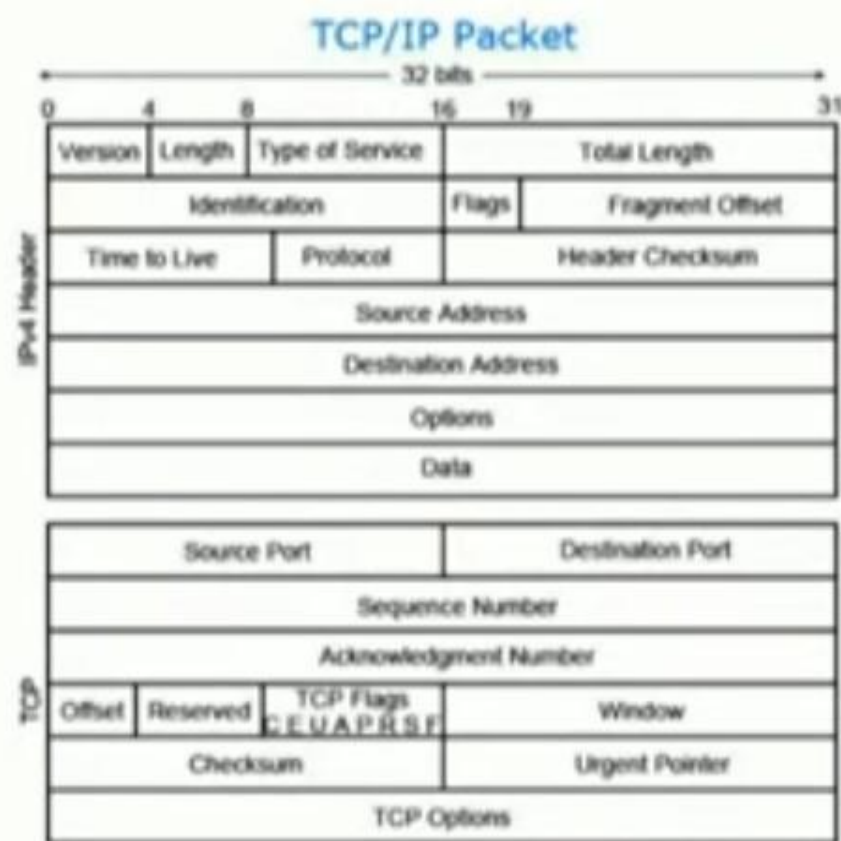 TCP/IP Packet
32 bits
0 4 8 16 19 31
Version Length Type of Service Total Length
Identification Flags Fragment Offset
Time to Live Protocol Header Checksum
IPv4 Header
Source Address
Destination Address
Options
Data
Source Port Destination Port
Sequence Number
Acknowledgment Number
TCP
Offset Reserved TCP Flags Window
C E U A P R S F
Checksum Urgent Pointer
TCP Options